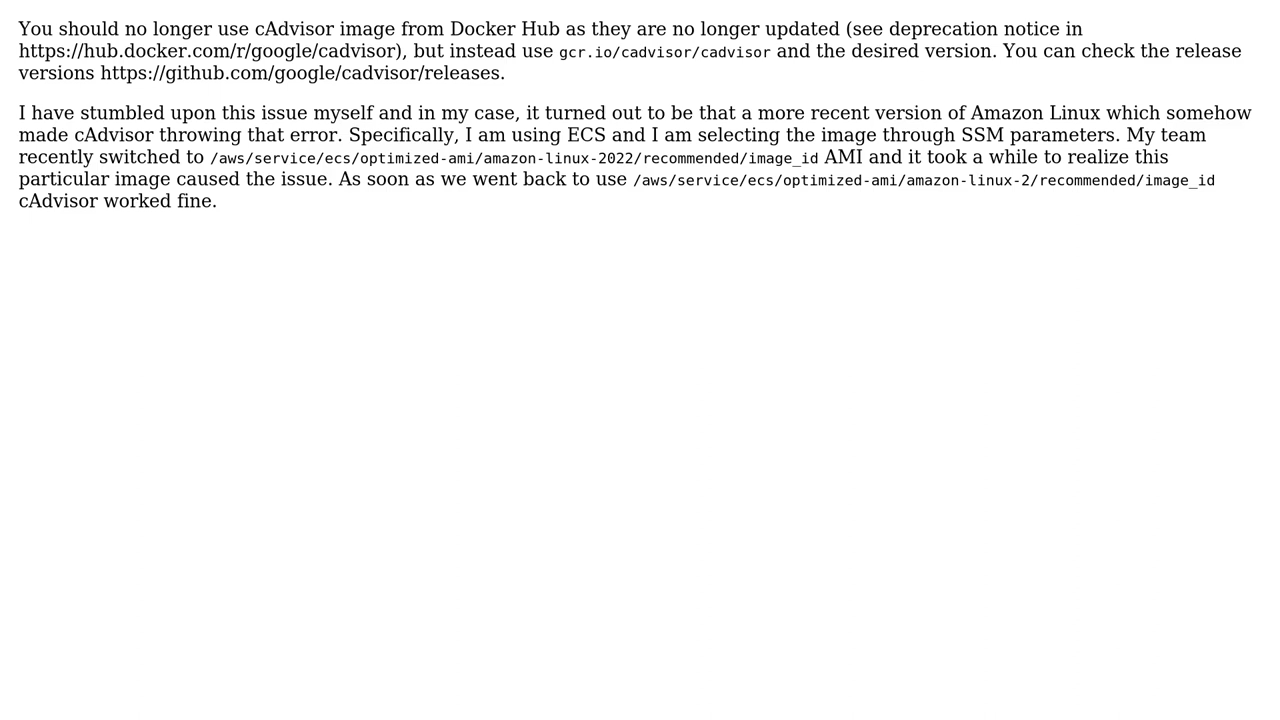 You should no longer use cAdvisor image from Docker Hub as they are no longer updated (see deprecation notice in
https://hub.docker.com/r/google/cadvisor), but instead use gcr.io/cadvisor/cadvisor and the desired version. You can check the release
versions https://github.com/google/cadvisor/releases.
I have stumbled upon this issue myself and in my case, it turned out to be that a more recent version of Amazon Linux which somehow
made cAdvisor throwing that error. Specifically, I am using ECS and I am selecting the image through SSM parameters. My team
recently switched to /aws/service/ecs/optimized-ami/amazon-linux-2022/recommended/image_id AMI and it took a while to realize this
particular image caused the issue. As soon as we went back to use /aws/service/ecs/optimized-ami/amazon-linux-2/recommended/image_id
cAdvisor worked fine.